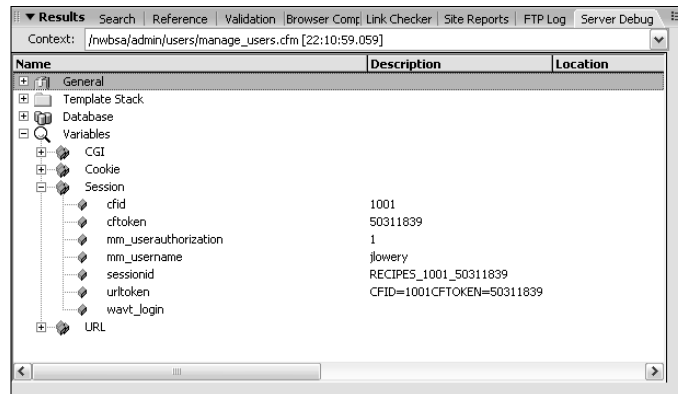 Results Search Reference Validation Browser Comp Link Checker Site Reports FTP Log Server Debug
Context: /nwbsa/admin/users/manage_users.cfm [22:10:59.059]
Name Description Location
General
Template Stack
Database
Variables
CGI
Cookie
Session
cfid 1001
cftoken 50311839
mm_userauthorization 1
mm_username jlowery
sessionid RECIPES_1001_50311839
urltoken CFID=1001CFTOKEN=50311839
wavt_login
URL